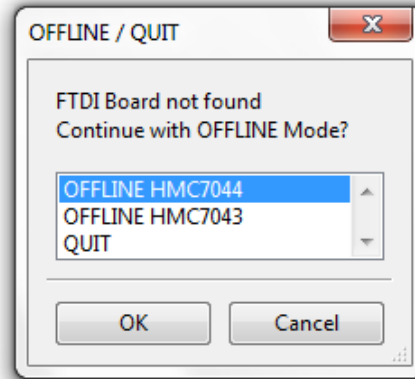 OFFLINE / QUIT
FTDI Board not found
Continue with OFFLINE Mode?
OFFLINE HMC7044
OFFLINE HMC7043
QUIT
OK
Cancel